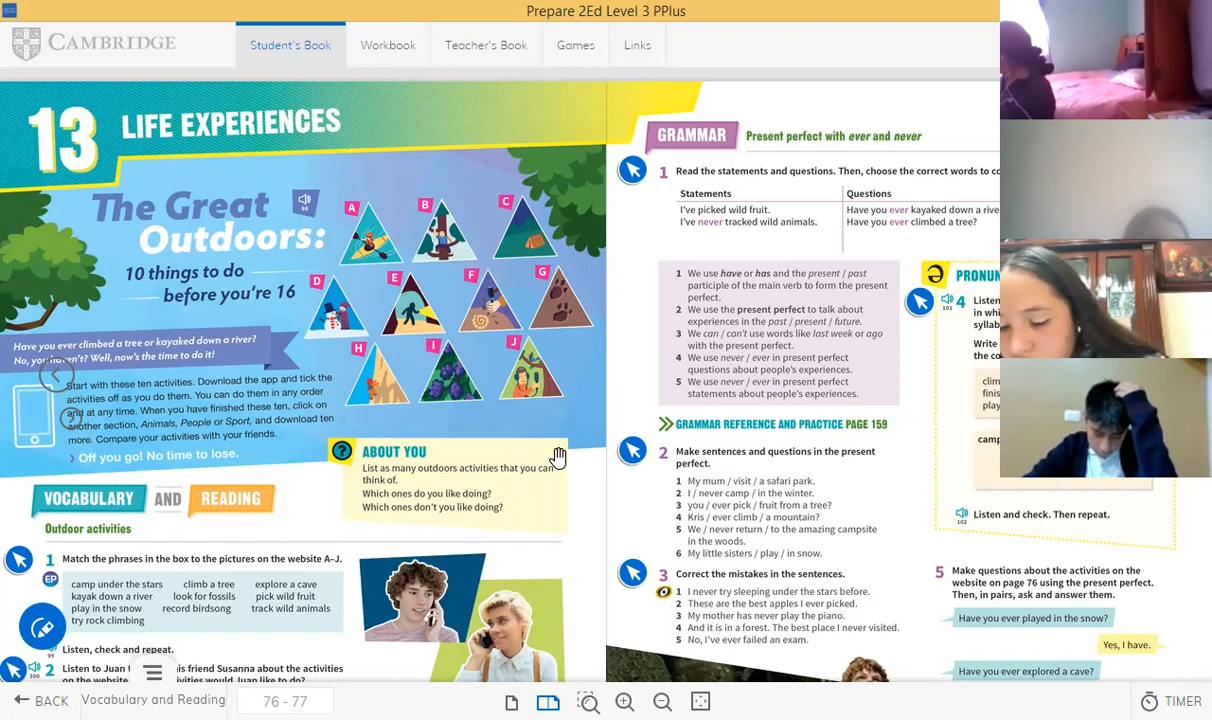 Prepare 2Ed Level 3 PPlus
CAMBRIDGE
Student's Book
Workbook
Teacher's Book
Games
Links
13 LIFE EXPERIENCES
The Great
Outdoors:
10 things to do
before you're 16
A
B
C
D
E
F
G
H
I
J
Have you ever climbed a tree or kayaked down a river?
No, you haven't? Well, now's the time to do it!
Start with these ten activities. Download the app and tick the
activities off as you do them. You can do them in any order
and at any time. When you have finished these ten, click on
another section, Animals, People or Sport, and download ten
more. Compare your activities with your friends.
Off you go! No time to lose.
ABOUT YOU
List as many outdoors activities that you can
think of.
Which ones do you like doing?
Which ones don't you like doing?
VOCABULARY AND READING
Outdoor activities
1 Match the phrases in the box to the pictures on the website A–J.
EP
camp under the stars climb a tree explore a cave
kayak down a river look for fossils pick wild fruit
play in the snow record birdsong track wild animals
try rock climbing
99
Listen, check and repeat.
100
2 Listen to Juan is friend Susanna about the activities
on the website ivities would Juan like to do?
GRAMMAR Present perfect with ever and never
1 Read the statements and questions. Then, choose the correct words to co
Statements
I've picked wild fruit.
I've never tracked wild animals.
Questions
Have you ever kayaked down a rive
Have you ever climbed a tree?
1 We use have or has and the present / past
participle of the main verb to form the present
perfect.
2 We use the present perfect to talk about
experiences in the past / present / future.
3 We can / can't use words like last week or ago
with the present perfect.
4 We use never / ever in present perfect
questions about people's experiences.
5 We use never / ever in present perfect
statements about people's experiences.
GRAMMAR REFERENCE AND PRACTICE PAGE 159
2 Make sentences and questions in the present
perfect.
1 My mum / visit / a safari park.
2 I / never camp / in the winter.
3 you / ever pick / fruit from a tree?
4 Kris / ever climb / a mountain?
5 We / never return / to the amazing campsite
in the woods.
6 My little sisters / play / in snow.
3 Correct the mistakes in the sentences.
1 I never try sleeping under the stars before.
2 These are the best apples I ever picked.
3 My mother has never play the piano.
4 And it is in a forest. The best place I never visited.
5 No, I've ever failed an exam.
ə PRONUN
101
4 Listen
in whi
syllab
Write
the co
clim
finis
play
camp
102
Listen and check. Then repeat.
5 Make questions about the activities on the
website on page 76 using the present perfect.
Then, in pairs, ask and answer them.
Have you ever played in the snow?
Yes, I have.
Have you ever explored a cave?
BACK
Vocabulary and Reading
76 - 77
TIMER